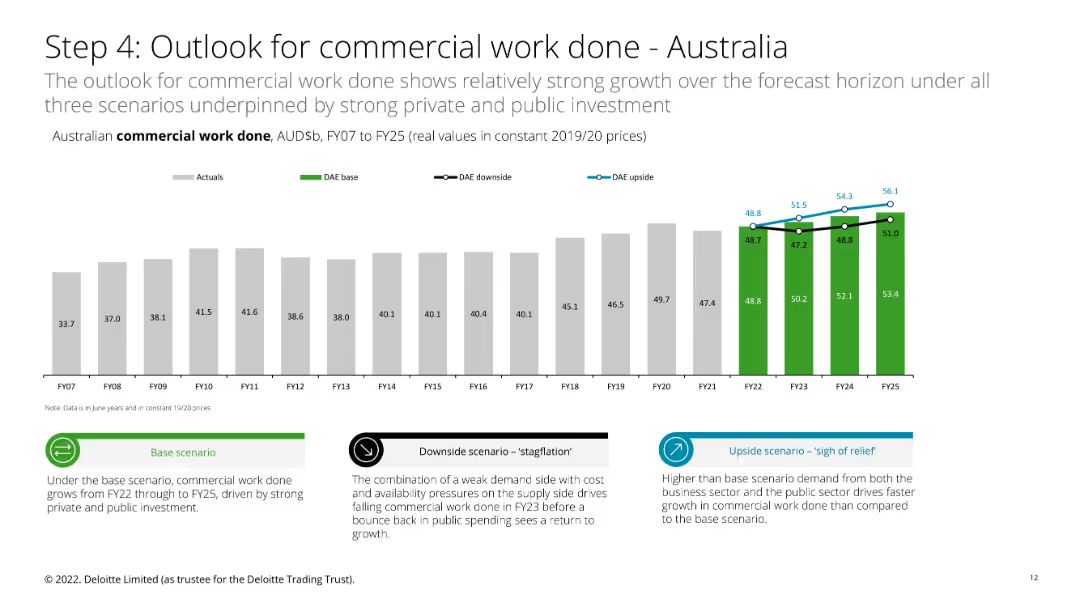 Step 4: Outlook for commercial work done - Australia
The outlook for commercial work done shows relatively strong growth over the forecast horizon under all
three scenarios underpinned by strong private and public investment
Australian commercial work done, AUD$b, FY07 to FY25 (real values in constant 2019/20 prices)
Actuals DAE base DAE downside DAE upside
48.8 51.5 54.3 56.1
48.7 47.2 48.8 51.0
33.7 37.0 38.1 41.5 41.6 38.6 38.0 40.1 40.1 40.4 40.1 45.1 46.5 49.7 47.4 48.8 50.2 52.1 53.4
FY07 FY08 FY09 FY10 FY11 FY12 FY13 FY14 FY15 FY16 FY17 FY18 FY19 FY20 FY21 FY22 FY23 FY24 FY25
Note: Data is in June years and in constant 19/20 prices
Base scenario
Under the base scenario, commercial work done
grows from FY22 through to FY25, driven by strong
private and public investment.
Downside scenario – 'stagflation'
The combination of a weak demand side with cost
and availability pressures on the supply side drives
falling commercial work done in FY23 before a
bounce back in public spending sees a return to
growth.
Upside scenario – 'sigh of relief'
Higher than base scenario demand from both the
business sector and the public sector drives faster
growth in commercial work done than compared
to the base scenario.
© 2022. Deloitte Limited (as trustee for the Deloitte Trading Trust).
12